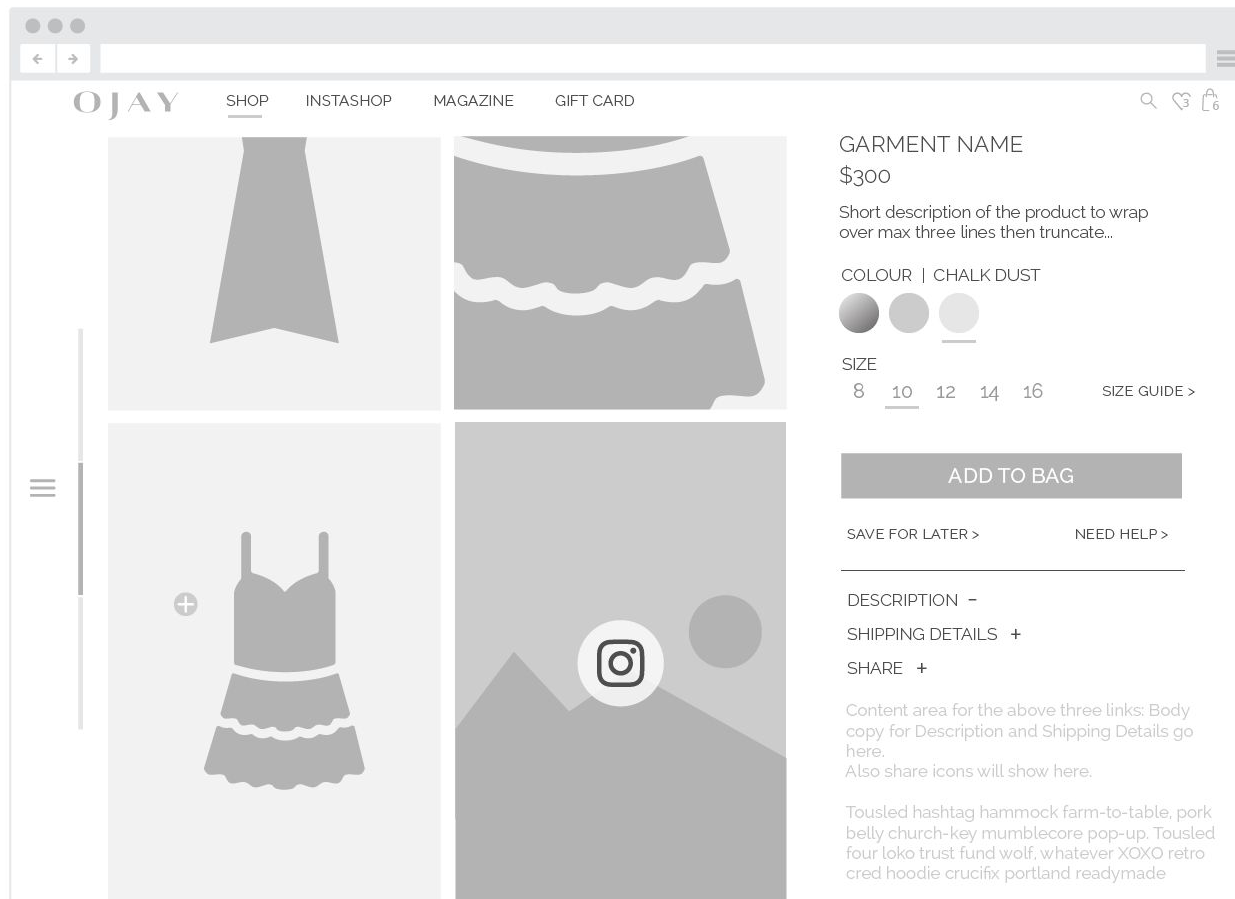 OJAY
SHOP
INSTASHOP
MAGAZINE
GIFT CARD
3
6
GARMENT NAME
$300
Short description of the product to wrap
over max three lines then truncate...
COLOUR | CHALK DUST
SIZE
8 10 12 14 16
SIZE GUIDE >
ADD TO BAG
SAVE FOR LATER >
NEED HELP >
DESCRIPTION −
SHIPPING DETAILS +
SHARE +
Content area for the above three links: Body
copy for Description and Shipping Details go
here.
Also share icons will show here.
Tousled hashtag hammock farm-to-table, pork
belly church-key mumblecore pop-up. Tousled
four loko trust fund wolf, whatever XOXO retro
cred hoodie crucifix portland readymade